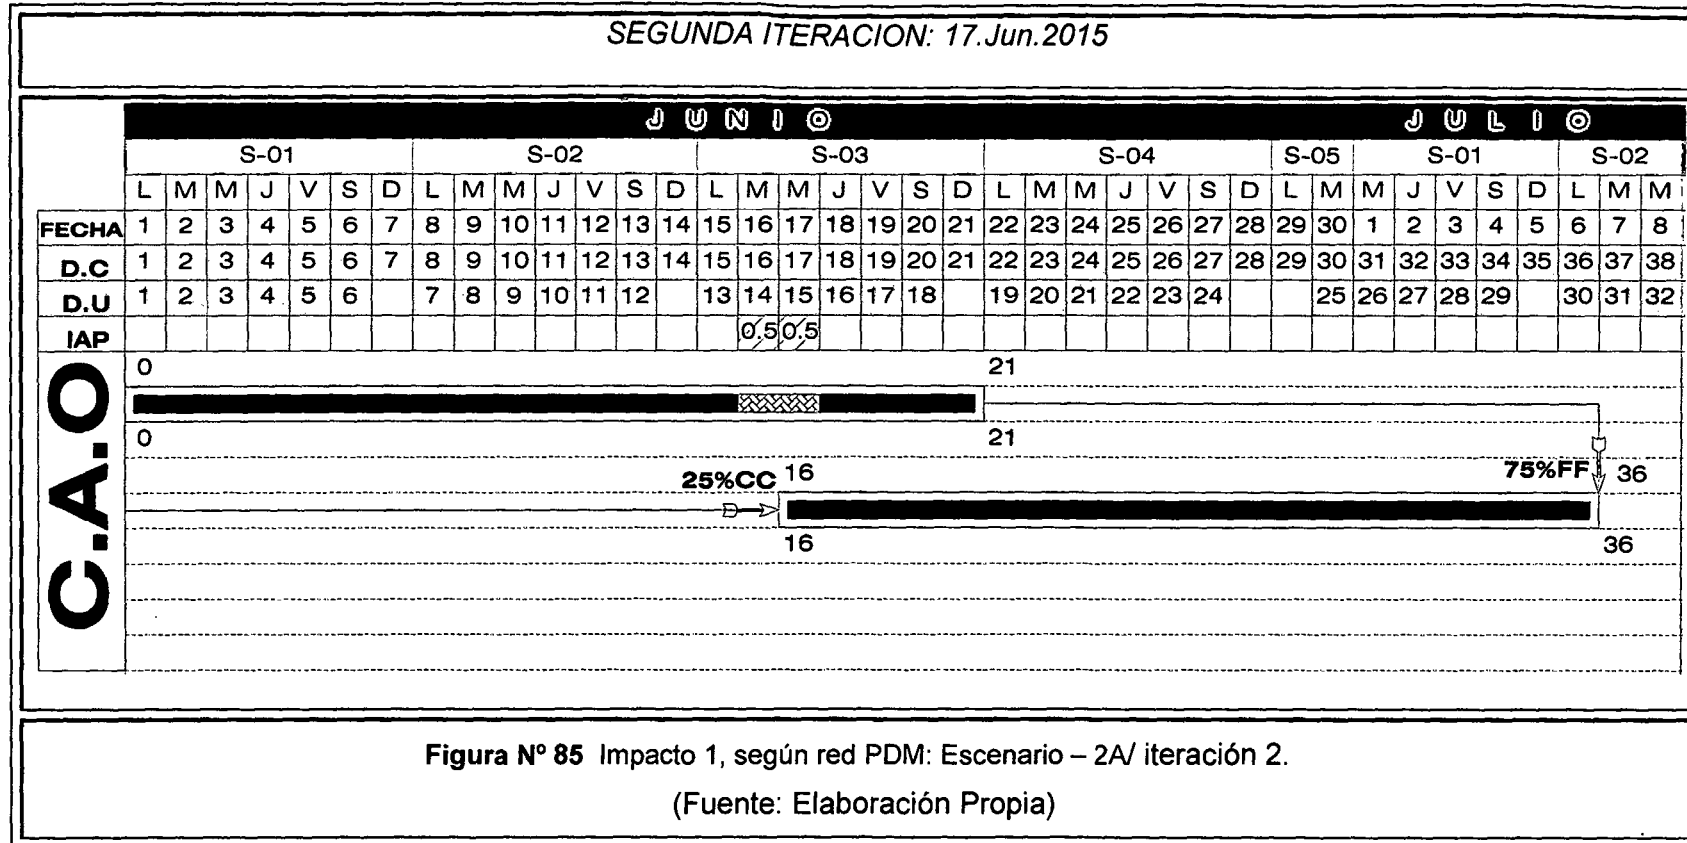 SEGUNDA ITERACION: 17.Jun.2015
JUNIO JULIO
S-01 S-02 S-03 S-04 S-05 S-01 S-02
L M M J V S D L M M J V S D L M M J V S D L M M J V S D L M M J V S D L M M
FECHA 1 2 3 4 5 6 7 8 9 10 11 12 13 14 15 16 17 18 19 20 21 22 23 24 25 26 27 28 29 30 1 2 3 4 5 6 7 8
D.C 1 2 3 4 5 6 7 8 9 10 11 12 13 14 15 16 17 18 19 20 21 22 23 24 25 26 27 28 29 30 31 32 33 34 35 36 37 38
D.U 1 2 3 4 5 6 7 8 9 10 11 12 13 14 15 16 17 18 19 20 21 22 23 24 25 26 27 28 29 30 31 32
IAP 0.5 0.5
C.A.O
0 21
0 21
25%CC 16 75%FF 36
16 36
Figura Nº 85 Impacto 1, según red PDM: Escenario – 2A/ iteración 2.
(Fuente: Elaboración Propia)